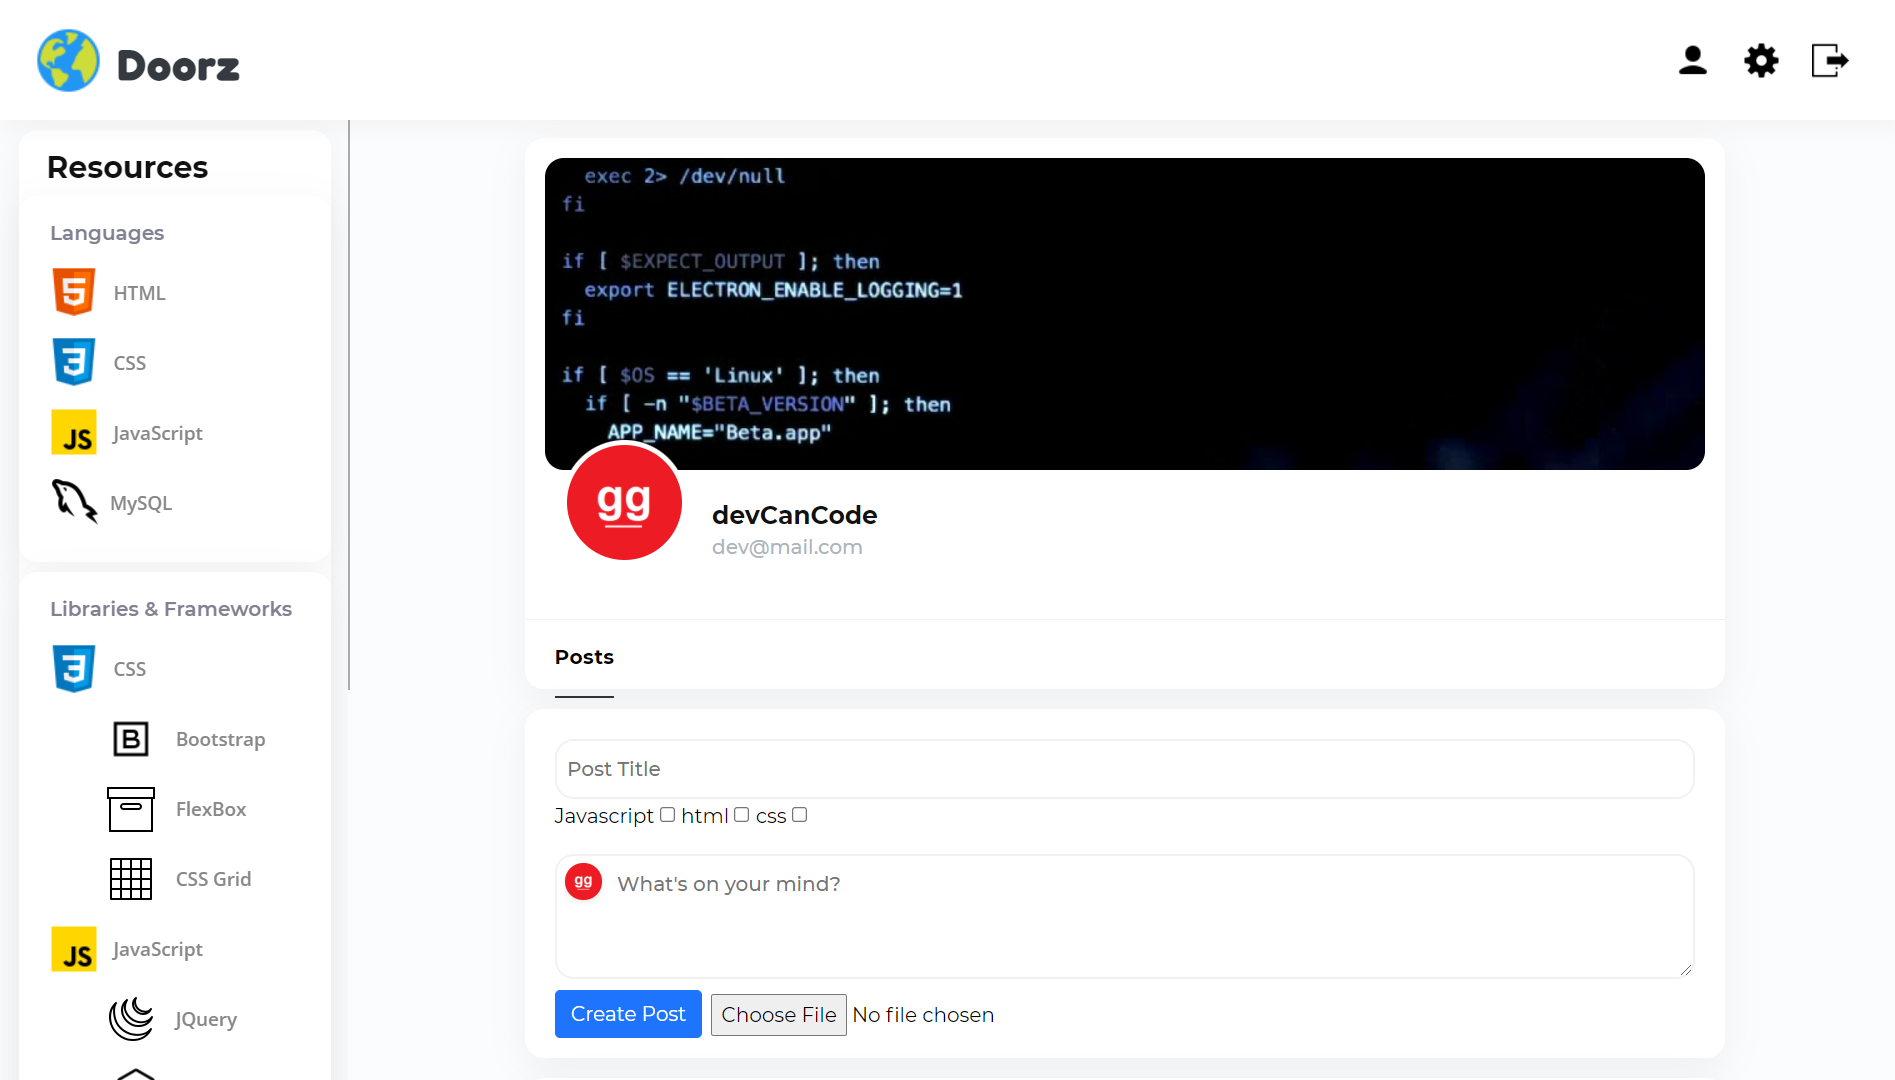 Doorz
Resources
Languages
HTML
CSS
JS JavaScript
MySQL
Libraries & Frameworks
CSS
B Bootstrap
FlexBox
CSS Grid
JS JavaScript
JQuery
exec 2> /dev/null
fi
if [ $EXPECT_OUTPUT ]; then
export ELECTRON_ENABLE_LOGGING=1
fi
if [ $OS == 'Linux' ]; then
if [ -n "$BETA_VERSION" ]; then
APP_NAME="Beta.app"
gg
devCanCode
dev@mail.com
Posts
Post Title
Javascript html css
gg What's on your mind?
Create Post Choose File No file chosen